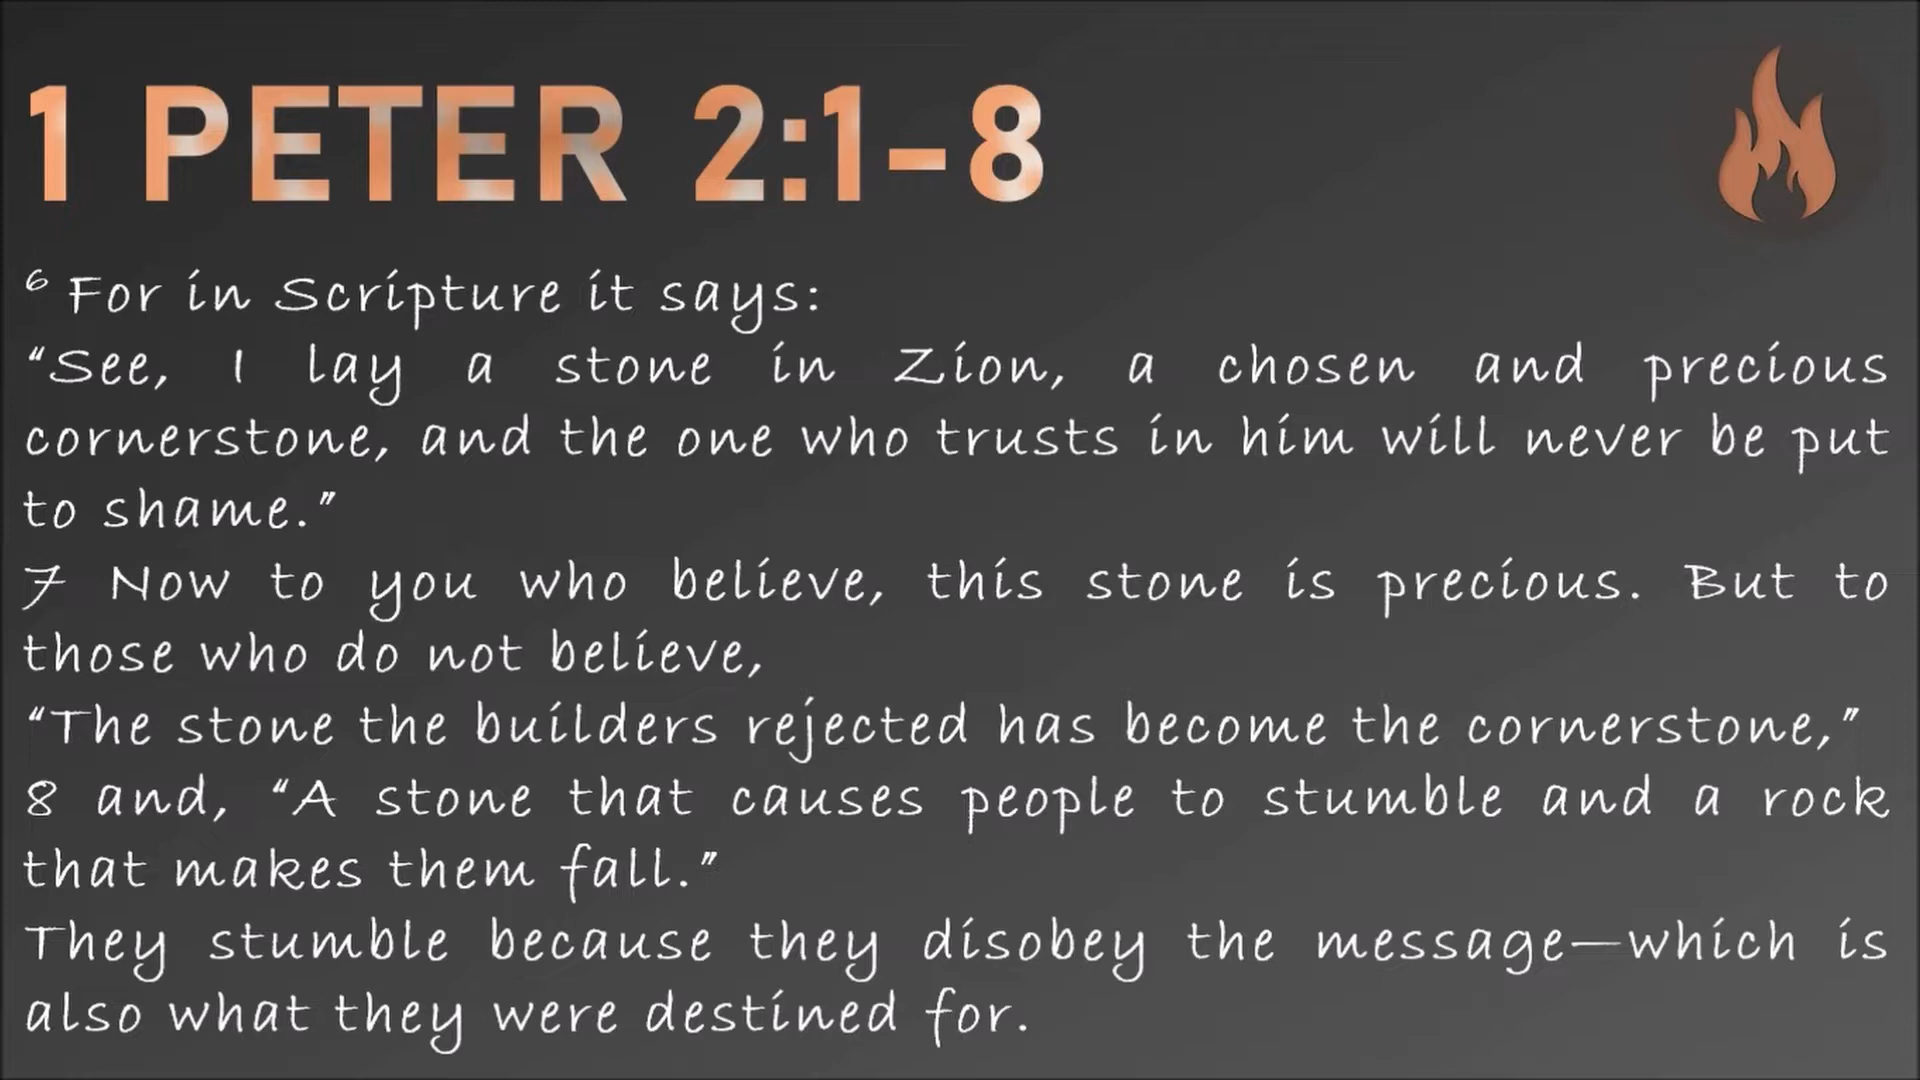 1 PETER 2:1-8
⁶ For in Scripture it says:
“See, I lay a stone in Zion, a chosen and precious
cornerstone, and the one who trusts in him will never be put
to shame.”
7 Now to you who believe, this stone is precious. But to
those who do not believe,
“The stone the builders rejected has become the cornerstone,”
8 and, “A stone that causes people to stumble and a rock
that makes them fall.”
They stumble because they disobey the message—which is
also what they were destined for.